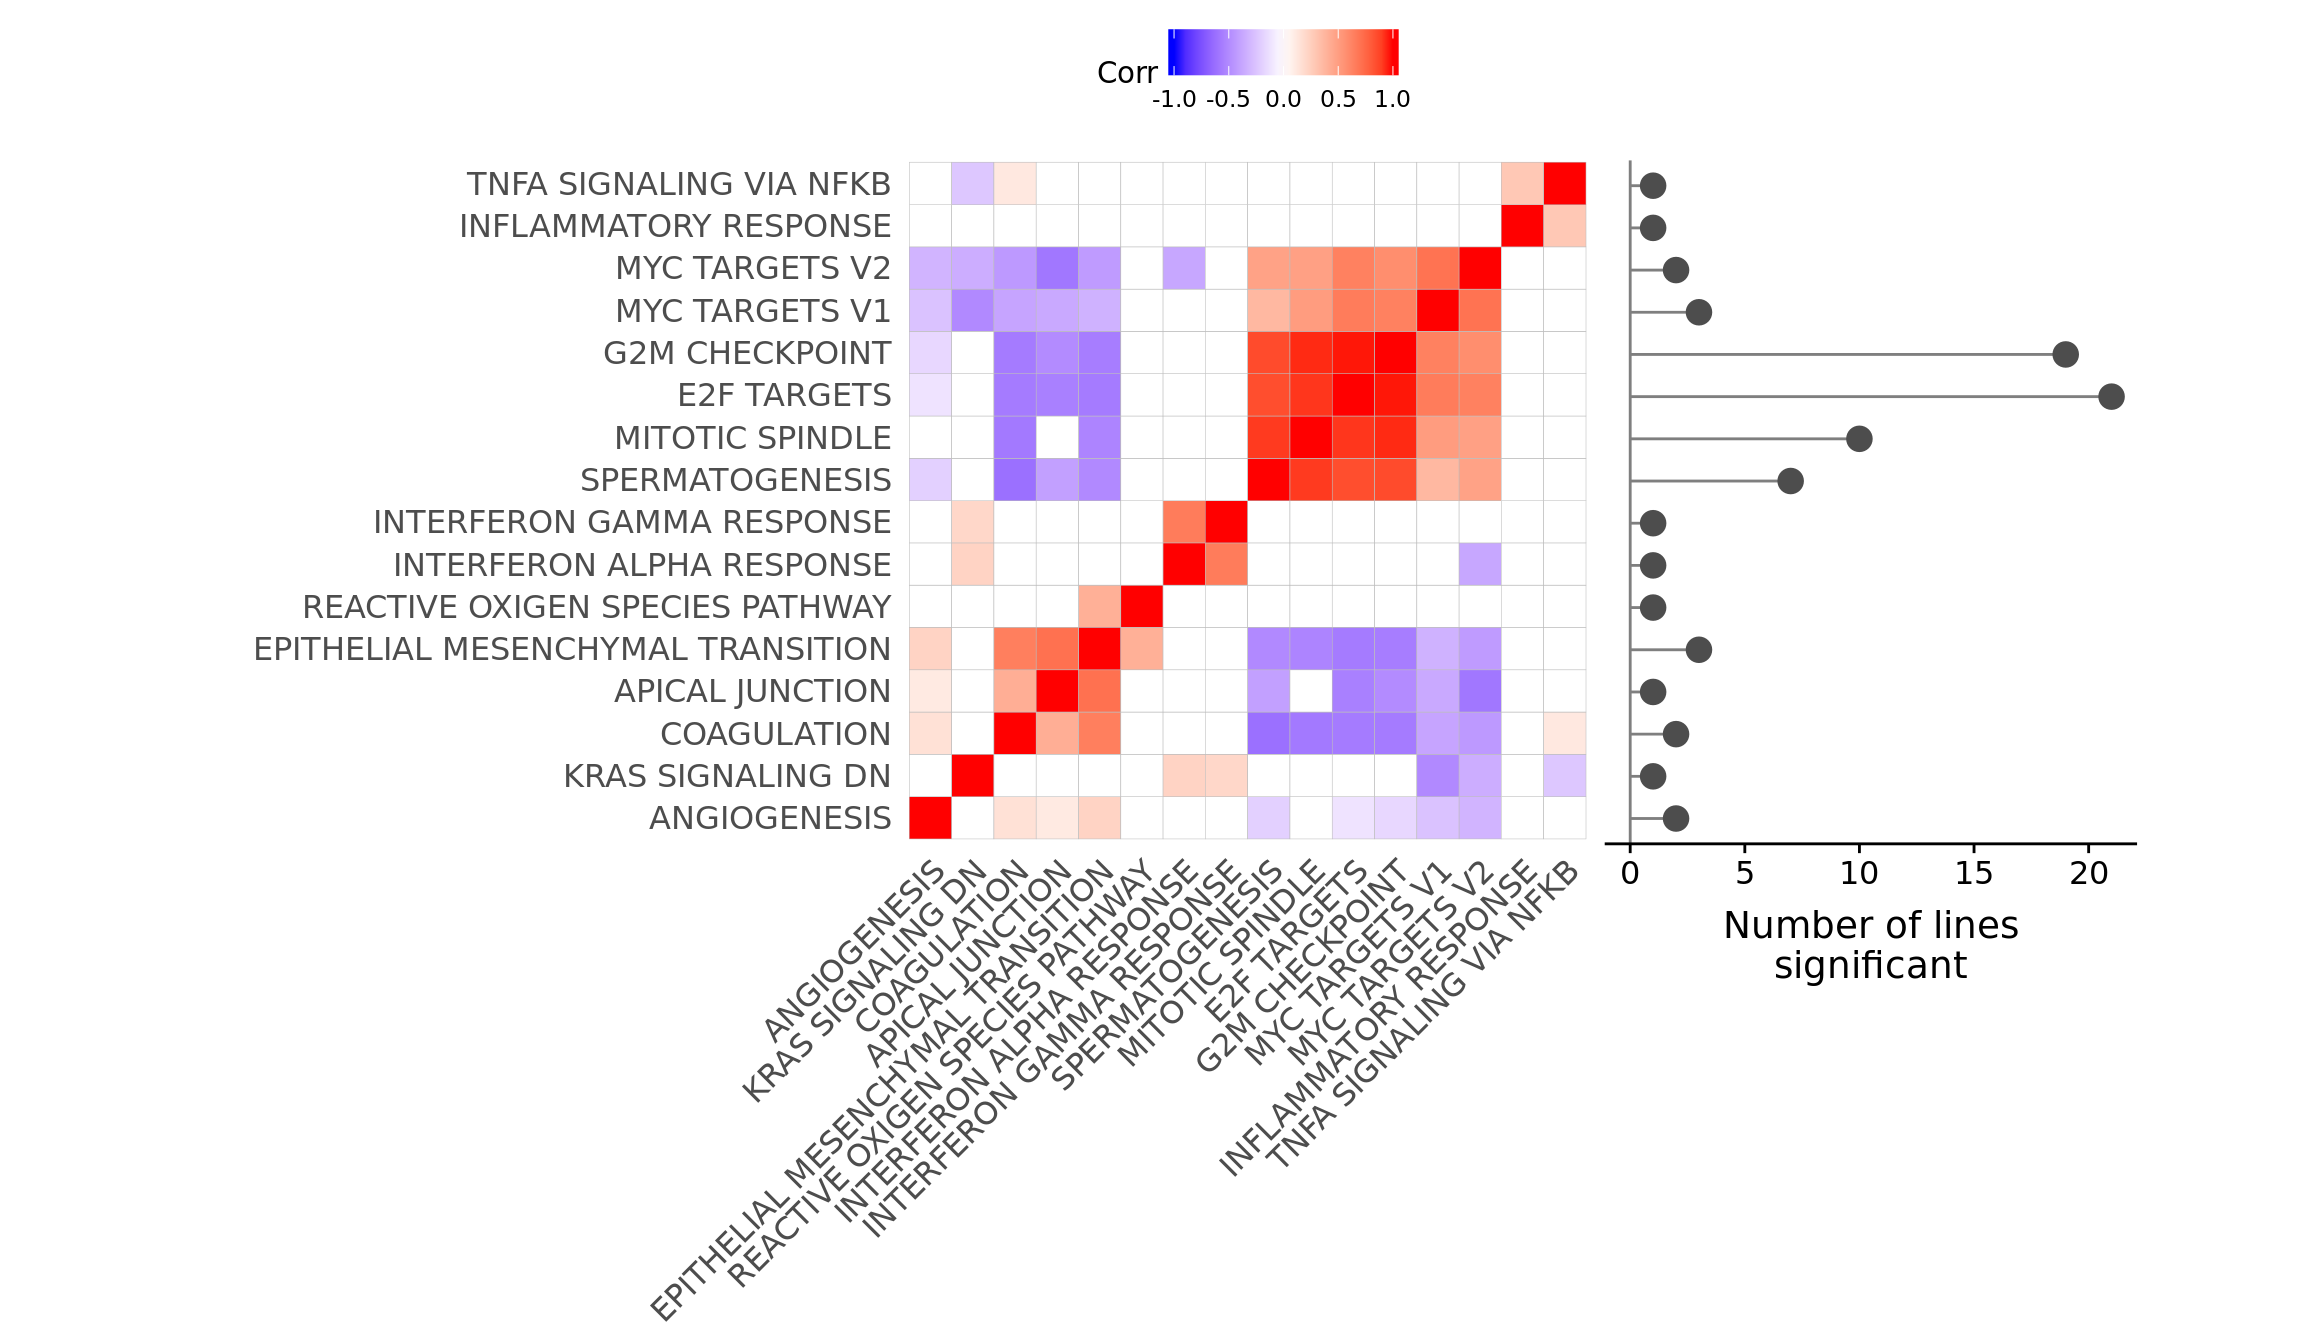 Corr
-1.0 -0.5 0.0 0.5 1.0
TNFA SIGNALING VIA NFKB
INFLAMMATORY RESPONSE
MYC TARGETS V2
MYC TARGETS V1
G2M CHECKPOINT
E2F TARGETS
MITOTIC SPINDLE
SPERMATOGENESIS
INTERFERON GAMMA RESPONSE
INTERFERON ALPHA RESPONSE
REACTIVE OXIGEN SPECIES PATHWAY
EPITHELIAL MESENCHYMAL TRANSITION
APICAL JUNCTION
COAGULATION
KRAS SIGNALING DN
ANGIOGENESIS
ANGIOGENESIS
KRAS SIGNALING DN
COAGULATION
APICAL JUNCTION
EPITHELIAL MESENCHYMAL TRANSITION
REACTIVE OXIGEN SPECIES PATHWAY
INTERFERON ALPHA RESPONSE
INTERFERON GAMMA RESPONSE
SPERMATOGENESIS
MITOTIC SPINDLE
E2F TARGETS
G2M CHECKPOINT
MYC TARGETS V1
MYC TARGETS V2
INFLAMMATORY RESPONSE
TNFA SIGNALING VIA NFKB
0 5 10 15 20
Number of lines
significant